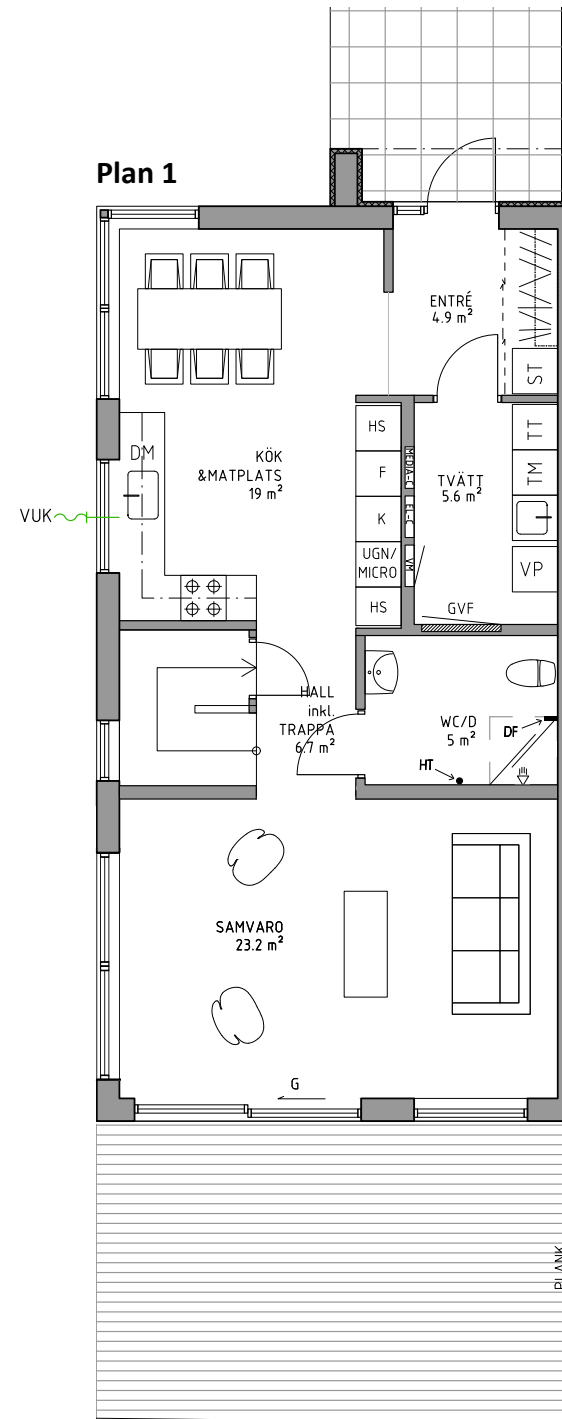 Plan 1
ENTRÉ
4.9 m²
ST
HS
TT
DM
KÖK
&MATPLATS
19 m²
F
MEDIA-C
TVÄTT
5.6 m²
TM
VUK
K
EL-C
UGN/
MICRO
VM
VP
HS
GVF
HALL
inkl.
TRAPPA
6.7 m²
WC/D
5 m²
DF
HT
SAMVARO
23.2 m²
G
PLANK